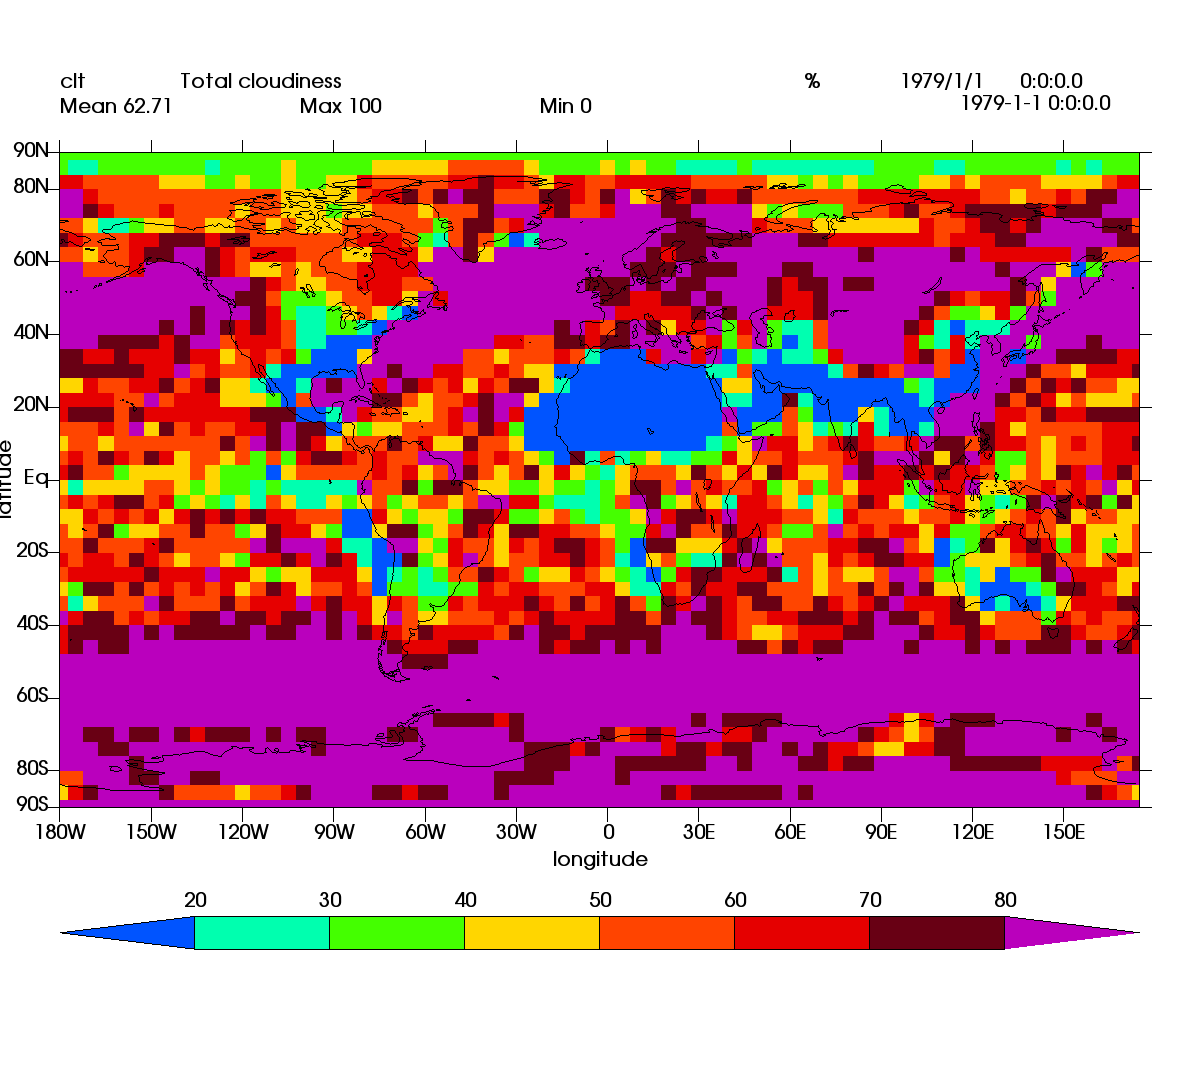 clt Total cloudiness % 1979/1/1 0:0:0.0
Mean 62.71 Max 100 Min 0 1979-1-1 0:0:0.0
90N
80N
60N
40N
20N
Eq
20S
40S
60S
80S
90S
latitude
180W 150W 120W 90W 60W 30W 0 30E 60E 90E 120E 150E
longitude
20 30 40 50 60 70 80